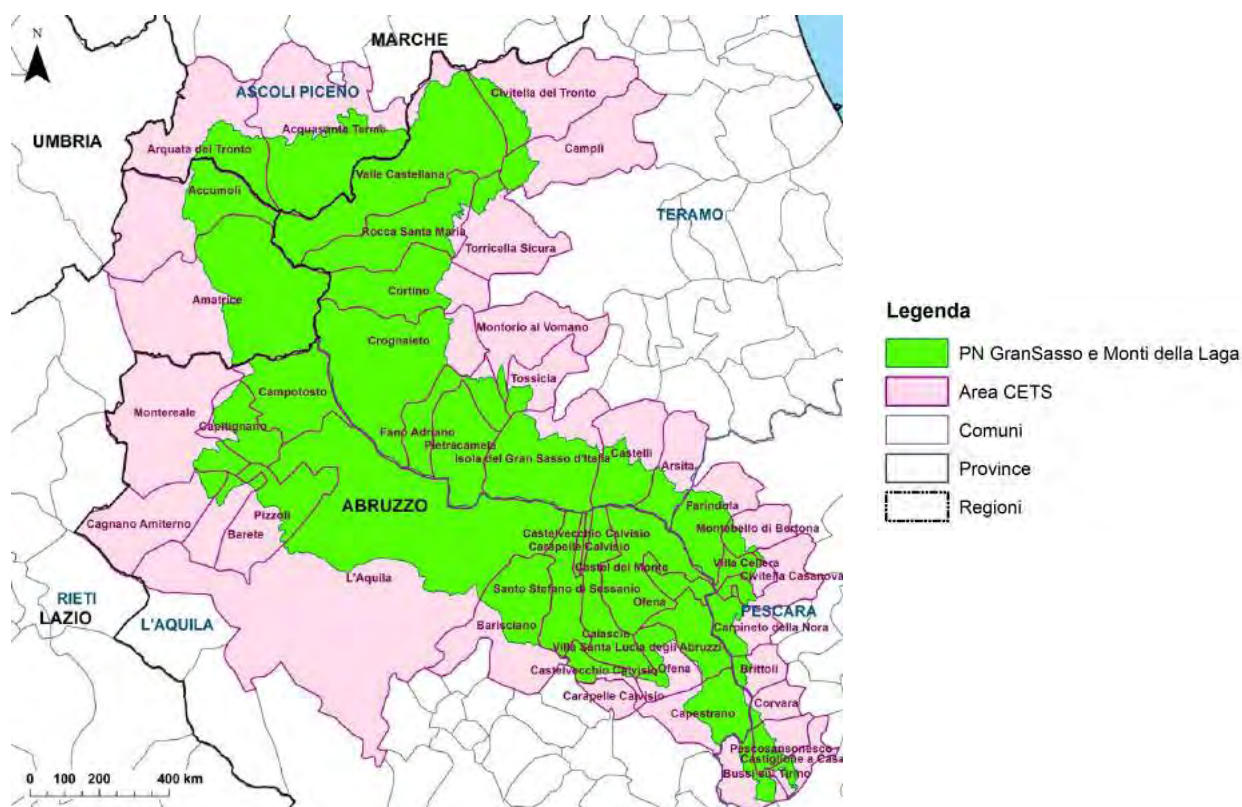 N
MARCHE
ASCOLI PICENO
Civitella del Tronto
UMBRIA
Acquasanta Terme
Arquata del Tronto
Campli
Valle Castellana
Accumoli
TERAMO
Rocca Santa Maria
Torricella Sicura
Cortino
Amatrice
Montorio al Vomano
Crognaleto
Tossicia
Campotosto
Montereale
Capitignano
Fano Adriano
Pietracamela
Isola del Gran Sasso d'Italia
Castelli
Arsita
ABRUZZO
Farindola
Pizzoli
Cagnano Amiterno
Barete
Montebello di Bertona
Castelvecchio Calvisio
Carapelle Calvisio
Castel del Monte
Villa Celiera
Civitella Casanova
L'Aquila
Santo Stefano di Sessanio
Ofena
RIETI
LAZIO
L'AQUILA
PESCARA
Barisciano
Carpineto della Nora
Calascio
Villa Santa Lucia degli Abruzzi
Castelvecchio Calvisio
Ofena
Brittoli
Carapelle Calvisio
Corvara
Capestrano
Pescosansonesco
Castiglione a Casa
Bussi sul Tirino
0 100 200 400 km
Legenda
PN GranSasso e Monti della Laga
Area CETS
Comuni
Province
Regioni